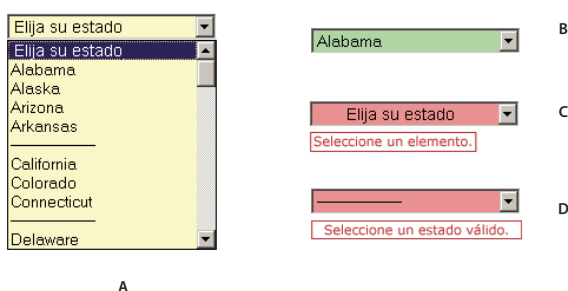 Elija su estado
Elija su estado
Alabama
Alaska
Arizona
Arkansas
California
Colorado
Connecticut
Delaware
A
Alabama
B
Elija su estado
C
Seleccione un elemento.
D
Seleccione un estado válido.